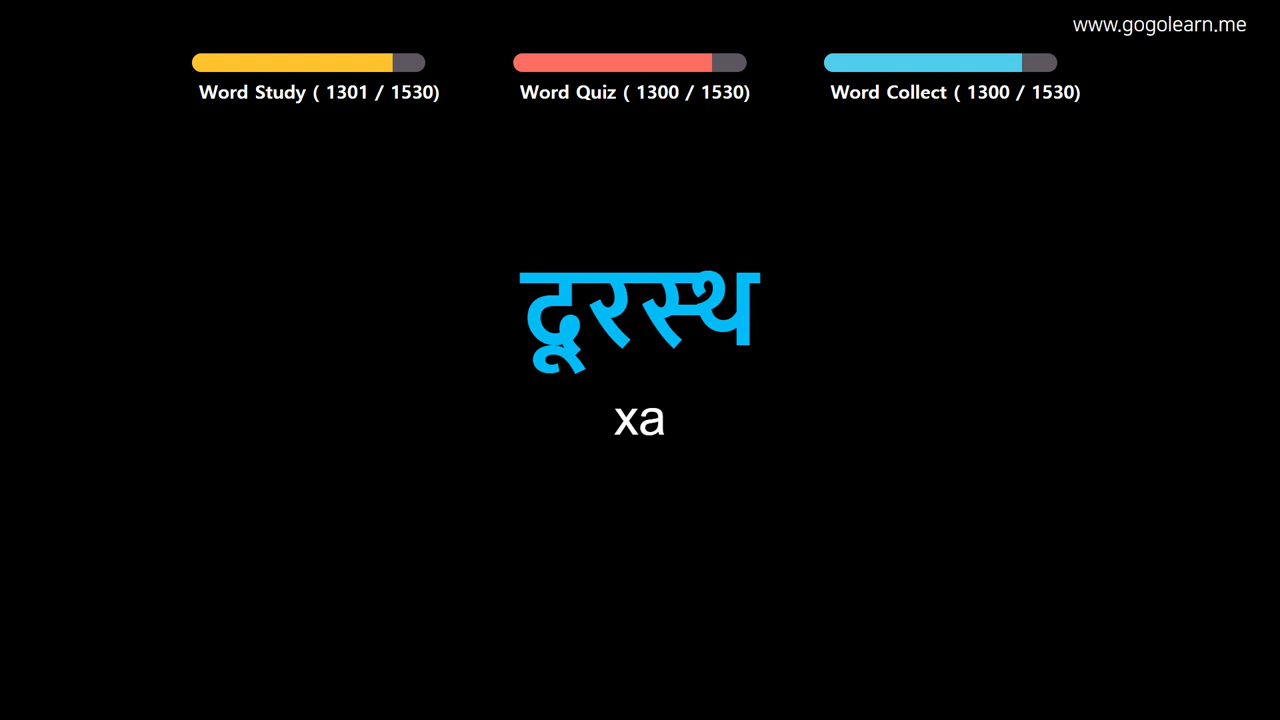 www.gogolearn.me
Word Study ( 1301 / 1530)
Word Quiz ( 1300 / 1530)
Word Collect ( 1300 / 1530)
दूरस्थ
xa